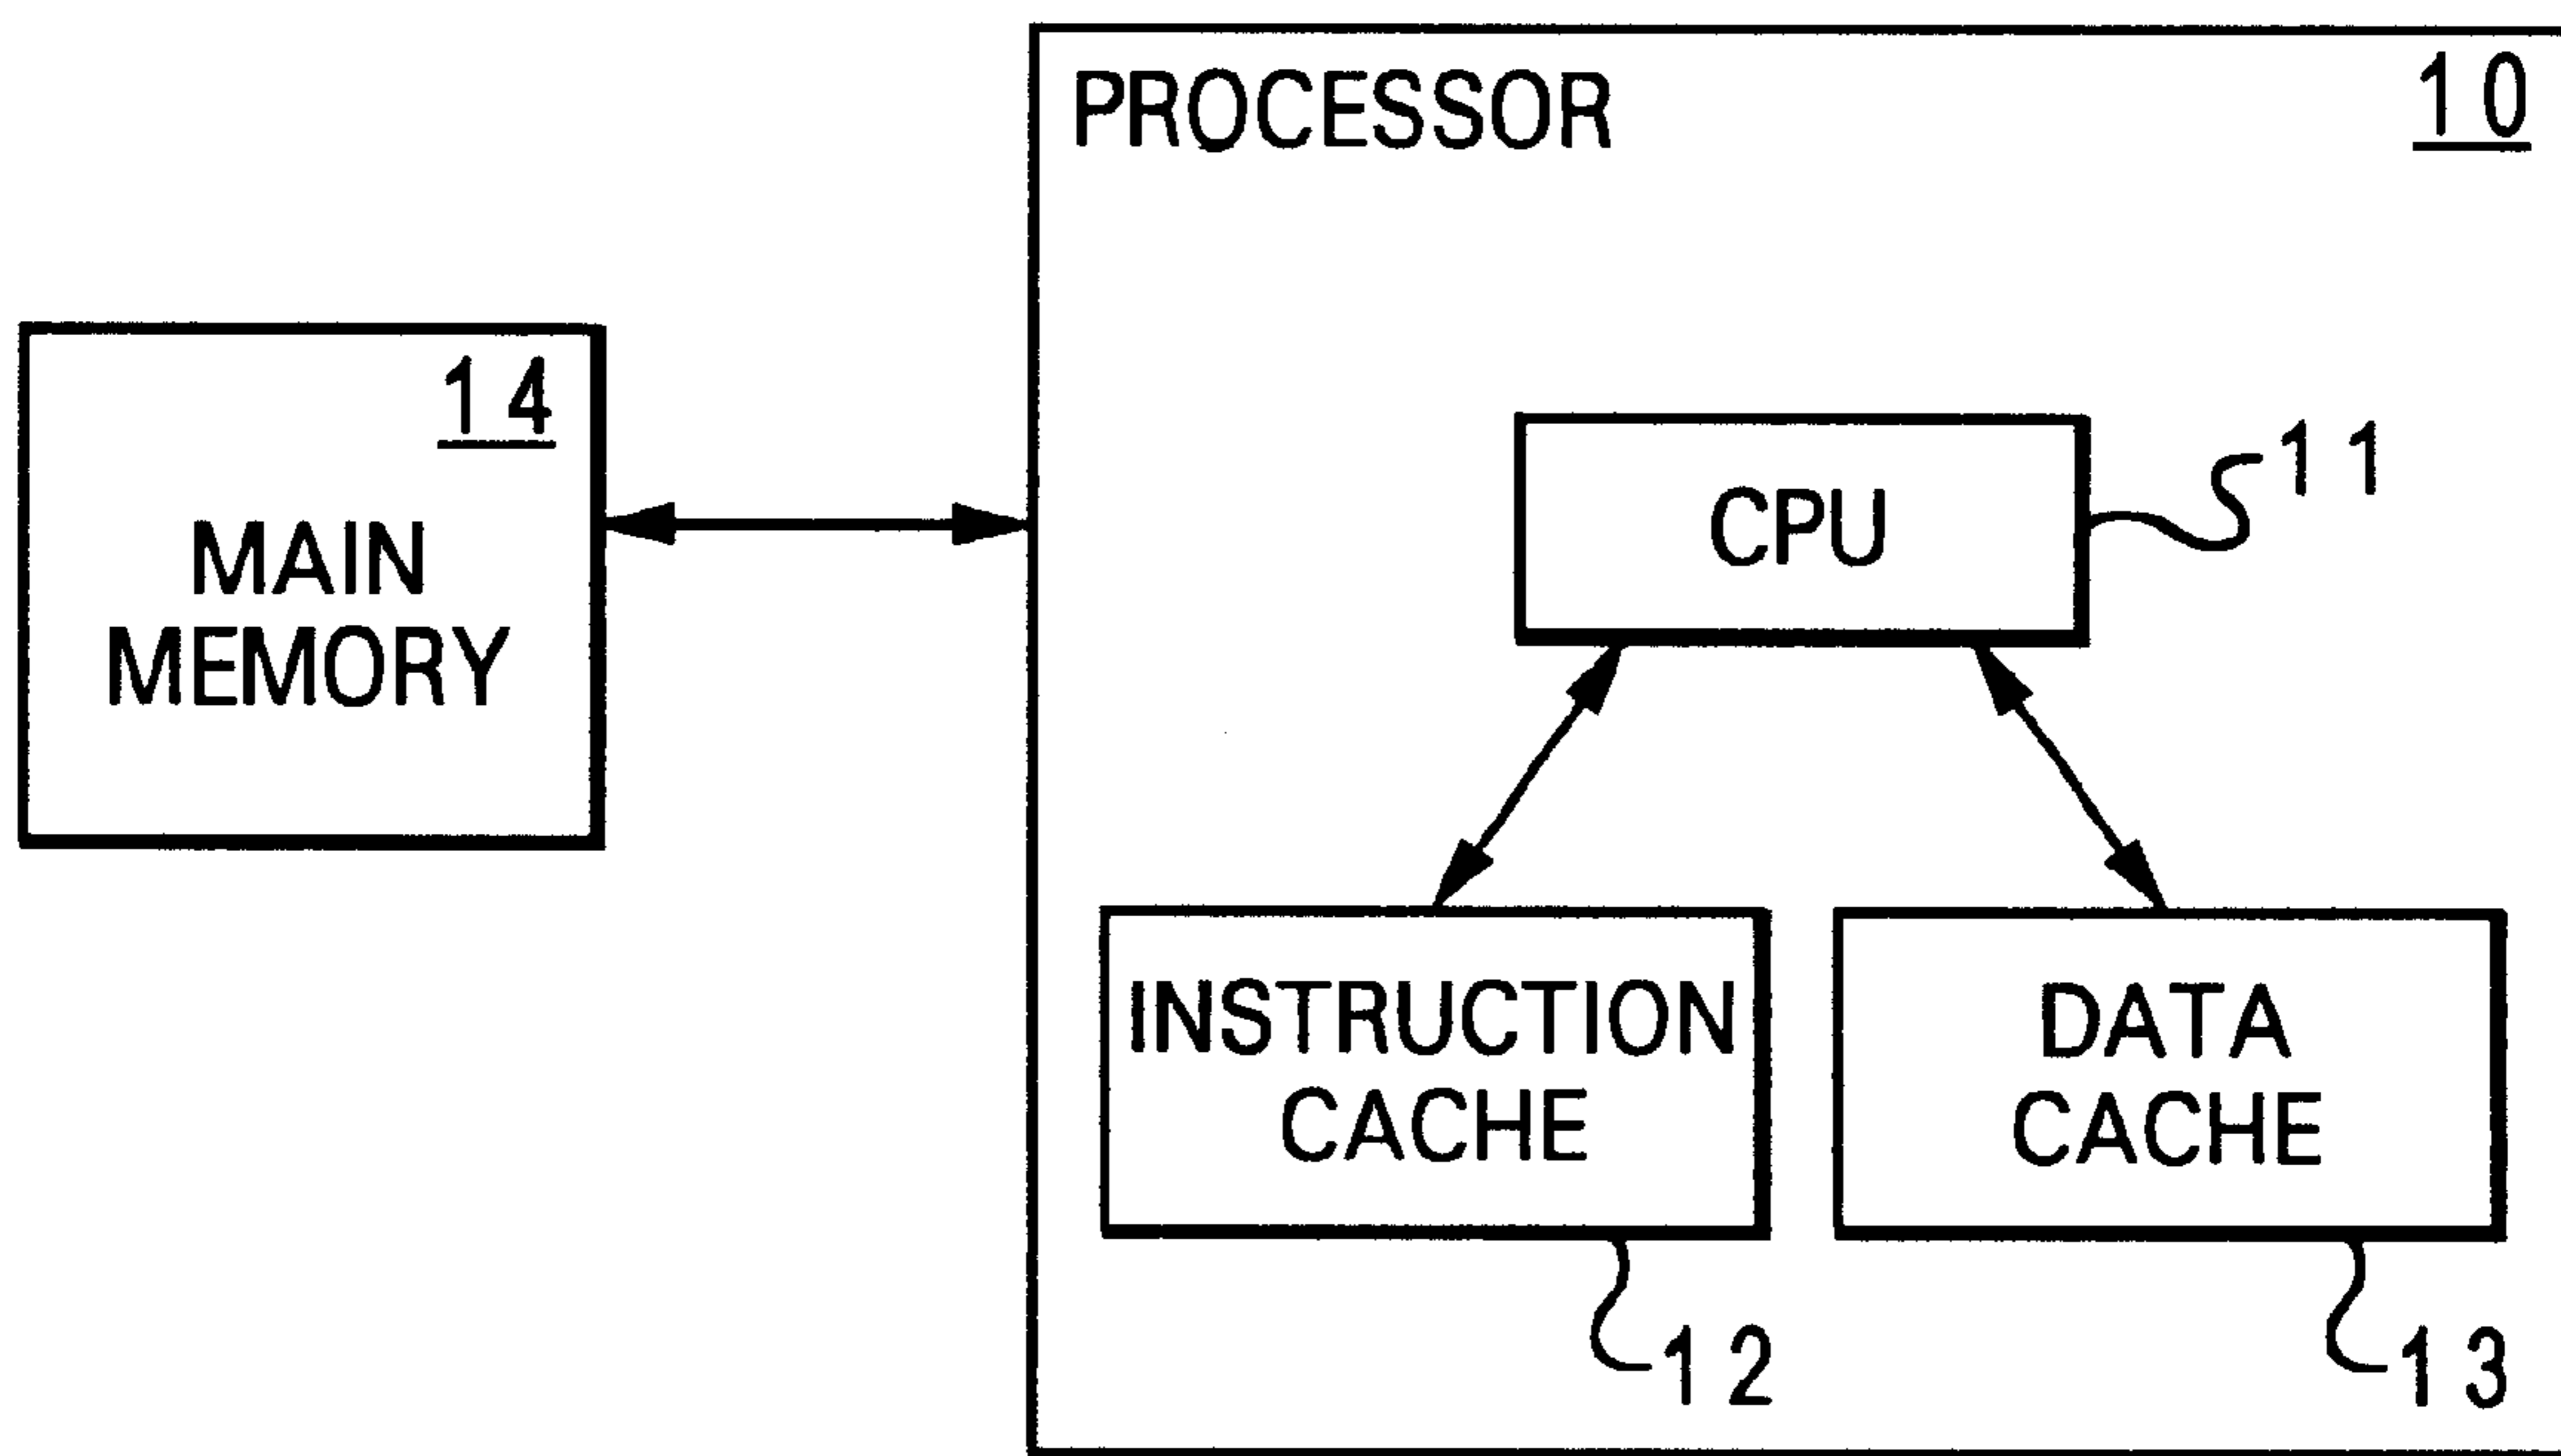 PROCESSOR
10
14
MAIN
MEMORY
CPU
11
INSTRUCTION
CACHE
12
DATA
CACHE
13